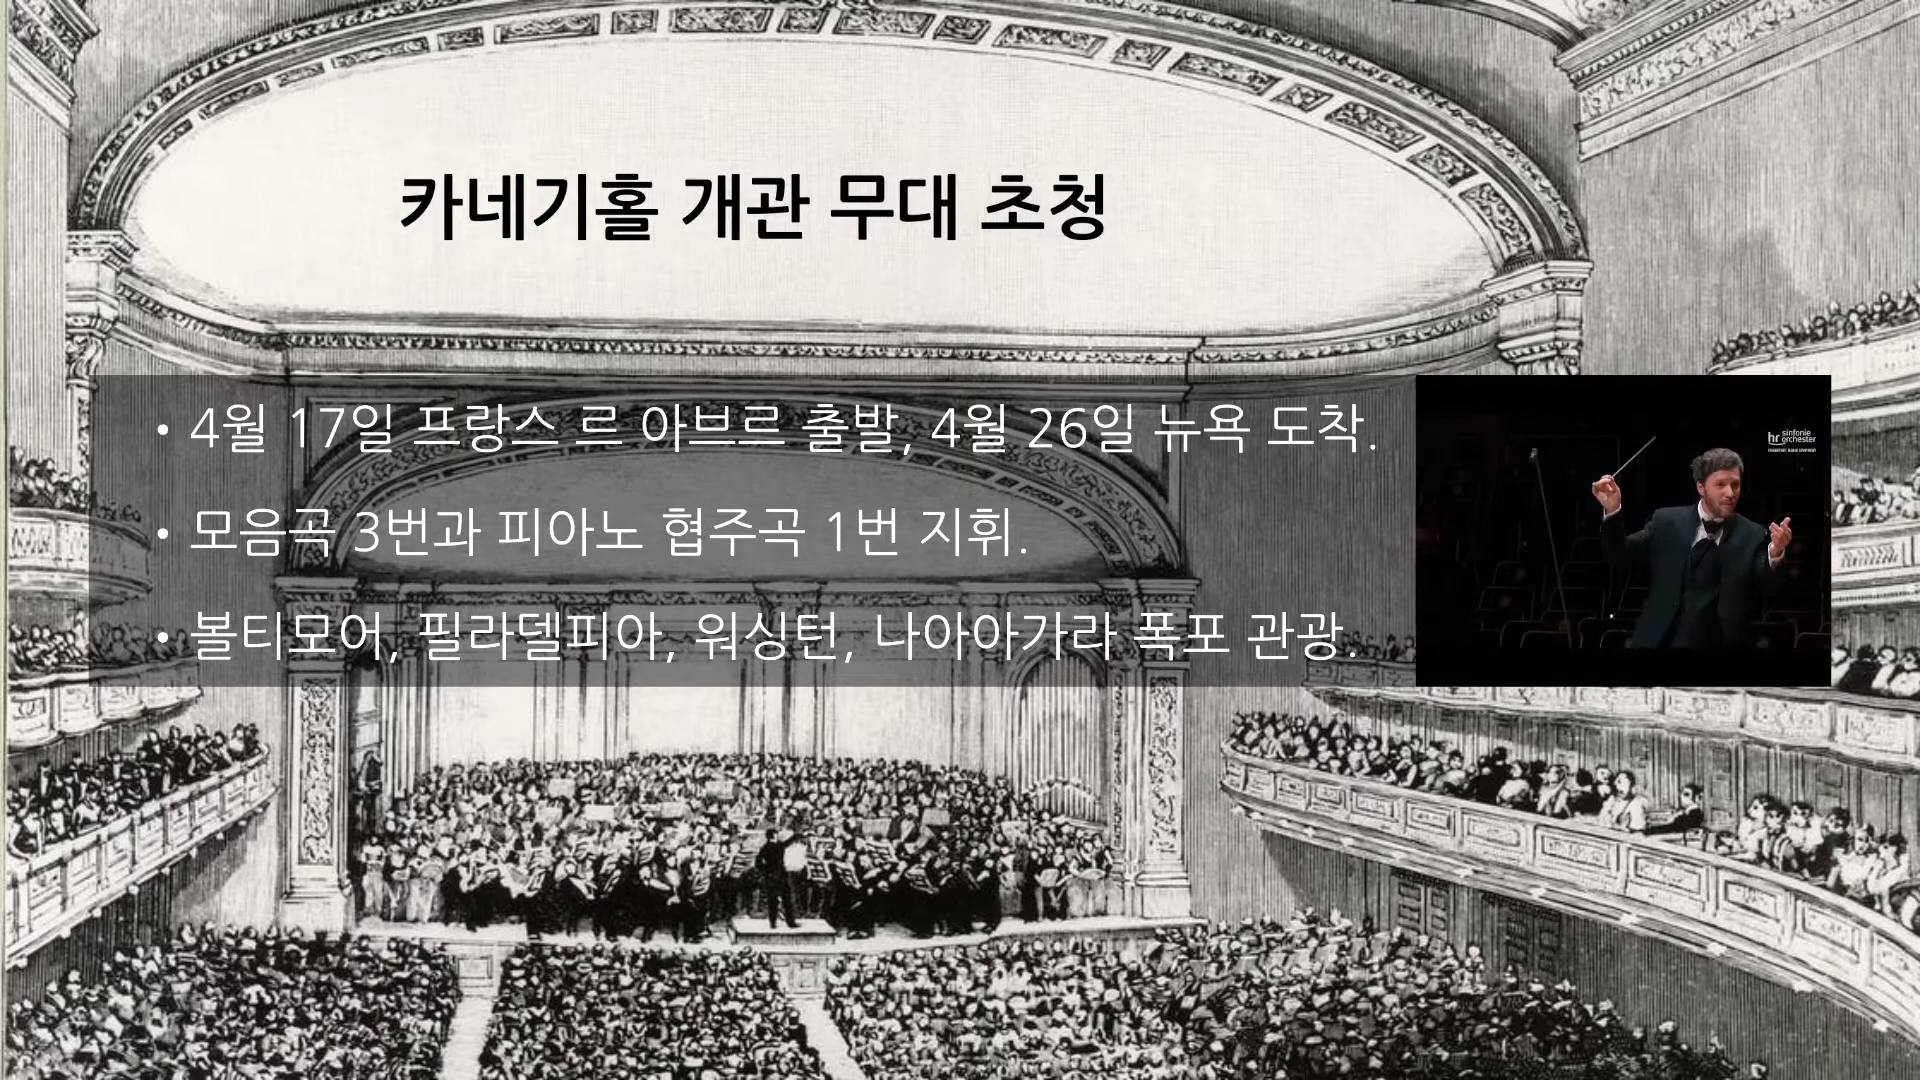 카네기홀 개관 무대 초청
• 4월 17일 프랑스 르 아브르 출발, 4월 26일 뉴욕 도착.
• 모음곡 3번과 피아노 협주곡 1번 지휘.
• 볼티모어, 필라델피아, 워싱턴, 나아아가라 폭포 관광.
hr sinfonie
orchester
FRANKFURT RADIO SYMPHONY